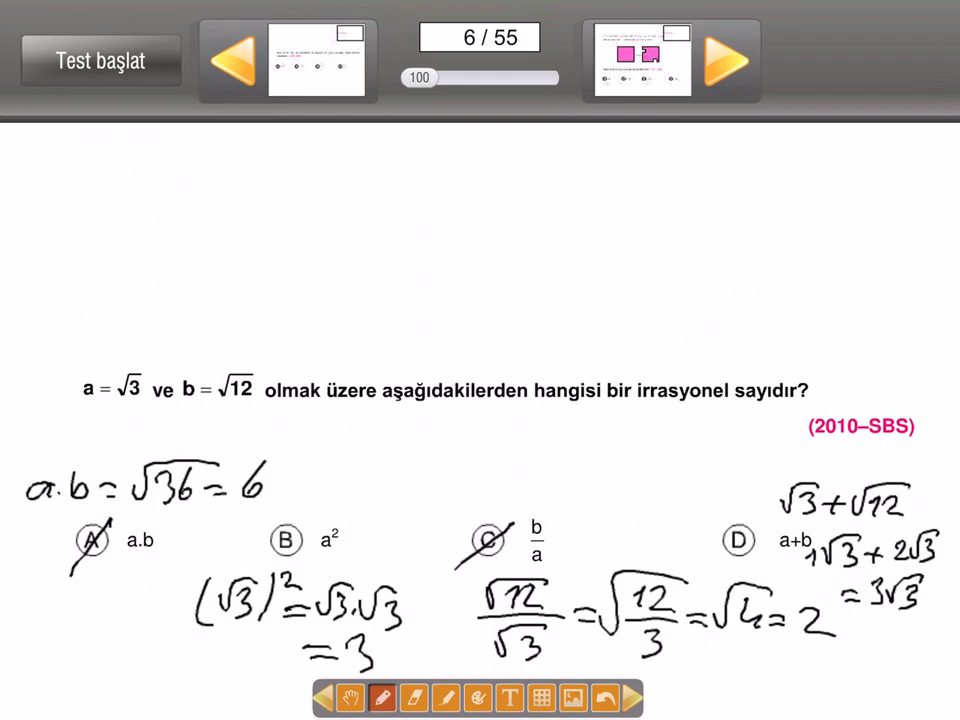 Test başlat
6 / 55
100
a = √3 ve b = √12 olmak üzere aşağıdakilerden hangisi bir irrasyonel sayıdır?
(2010–SBS)
a.b = √36 = 6
A a.b
B a²
C b/a
D a+b
√3 + √12
1√3 + 2√3
= 3√3
(√3)² = √3.√3
= 3
√12/√3 = √12/3 = √4 = 2
T